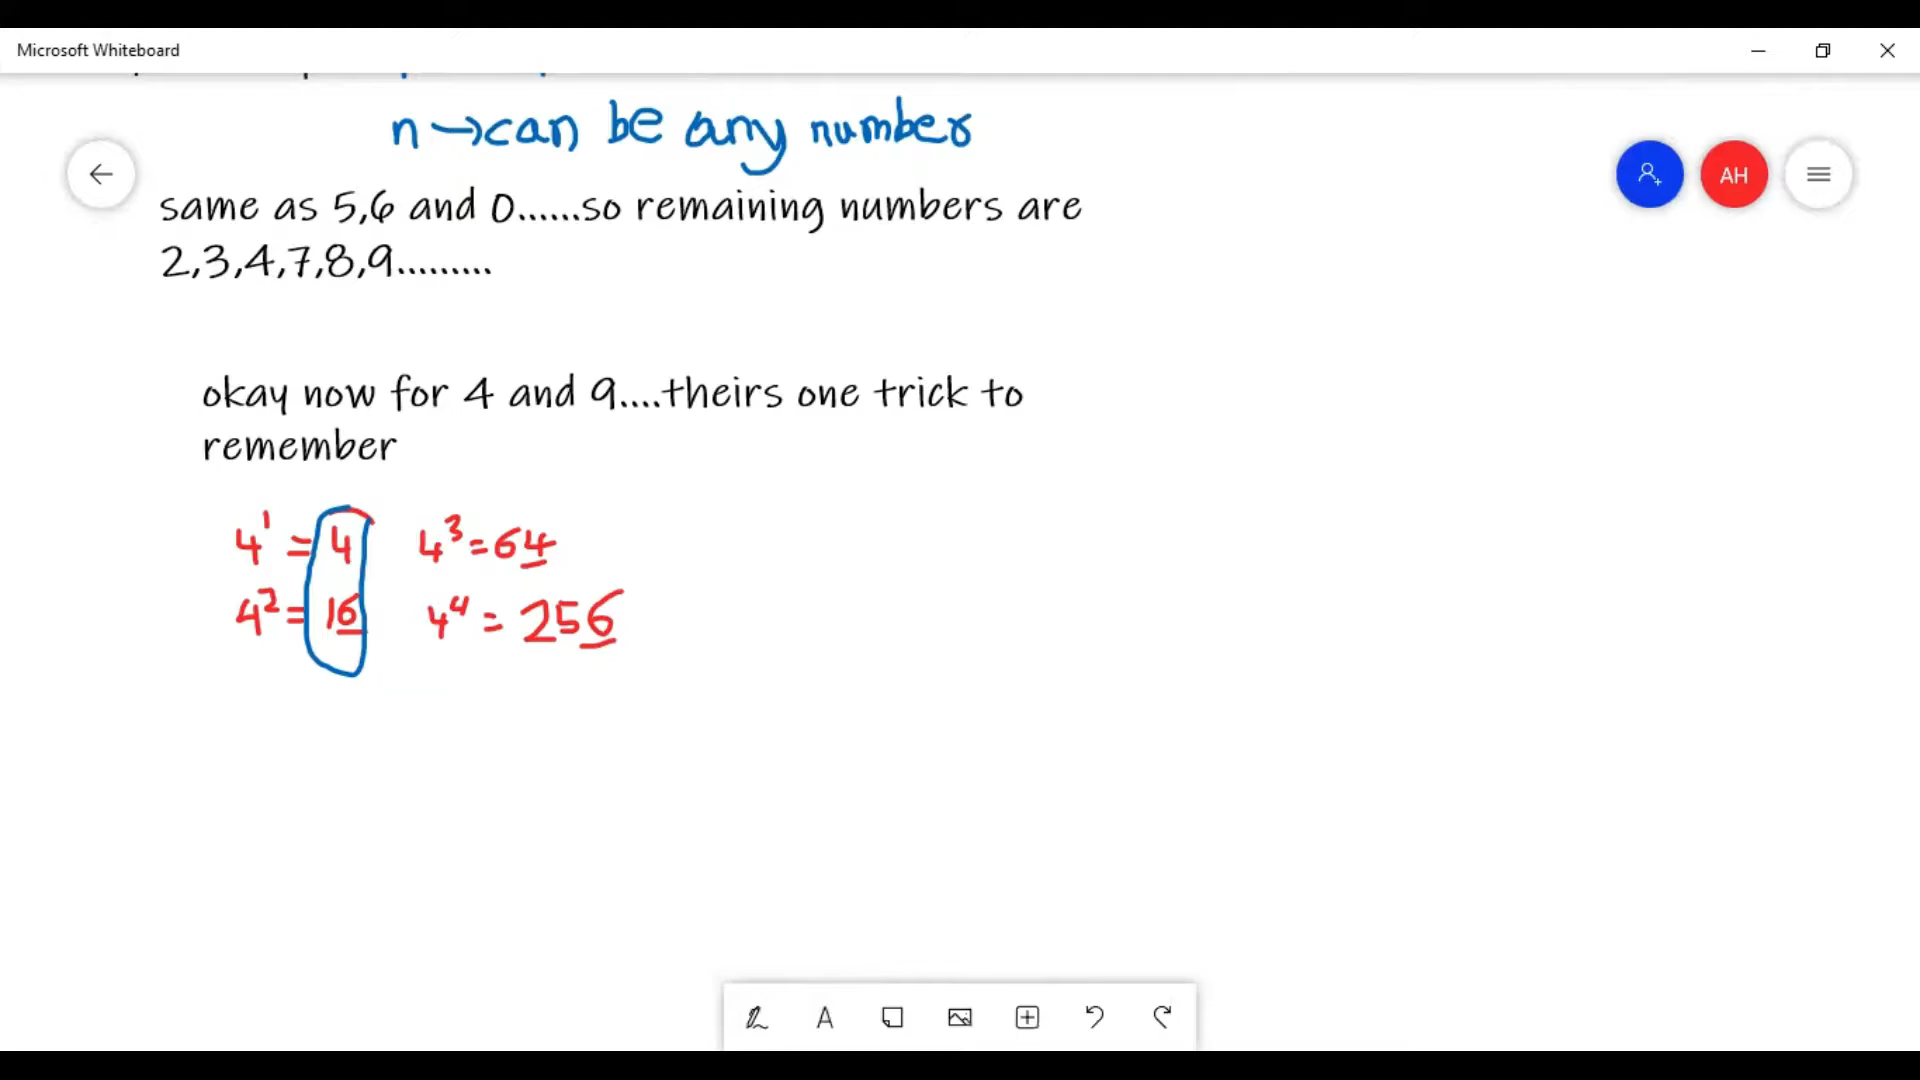 Microsoft Whiteboard
n →can be any number
AH
same as 5,6 and 0......so remaining numbers are
2,3,4,7,8,9.........
okay now for 4 and 9....theirs one trick to
remember
4¹ = 4 4³=64
4²= 16 4⁴ = 256
A